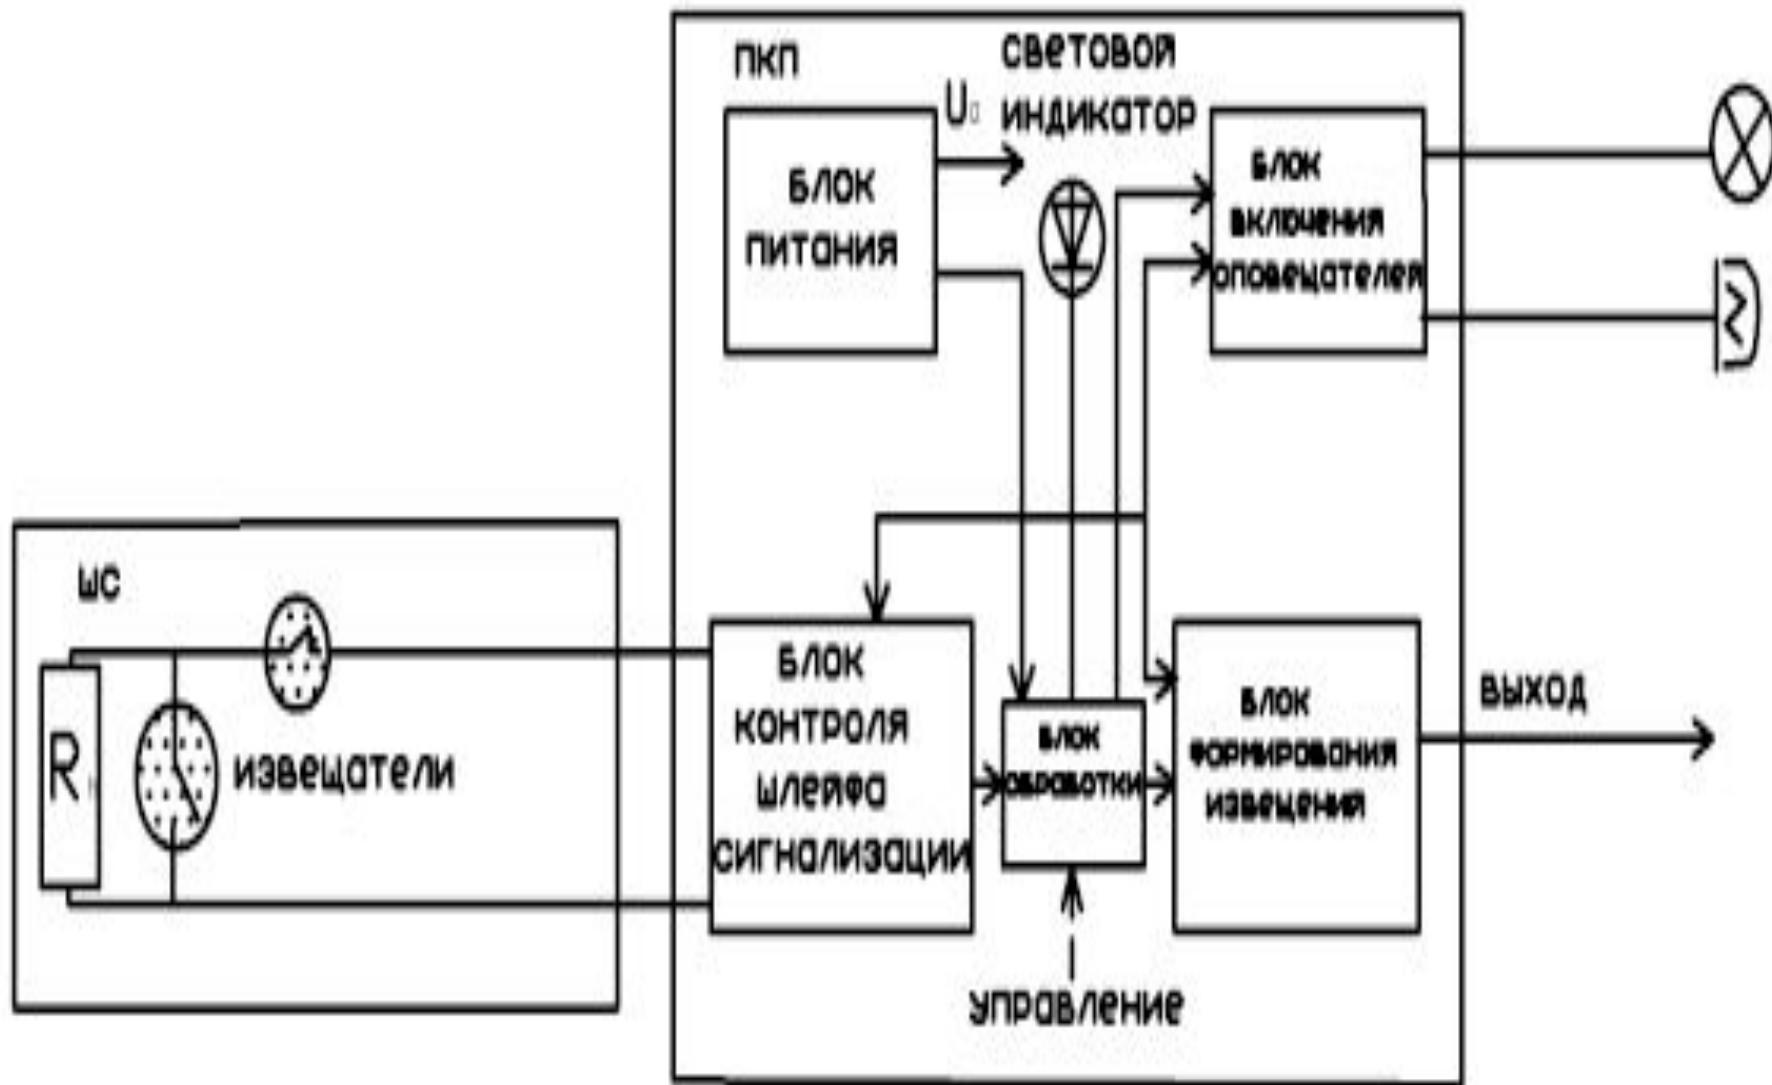 ПКП
СВЕТОВОЙ
ИНДИКАТОР
U
БЛОК
ПИТАНИЯ
БЛОК
ВКЛЮЧЕНИЯ
ОПОВЕЩАТЕЛЕЙ
ШС
R
ИЗВЕЩАТЕЛИ
БЛОК
КОНТРОЛЯ
ШЛЕЙФА
СИГНАЛИЗАЦИИ
БЛОК
ОБРАБОТКИ
БЛОК
ФОРМИРОВАНИЯ
ИЗВЕЩЕНИЯ
ВЫХОД
УПРАВЛЕНИЕ